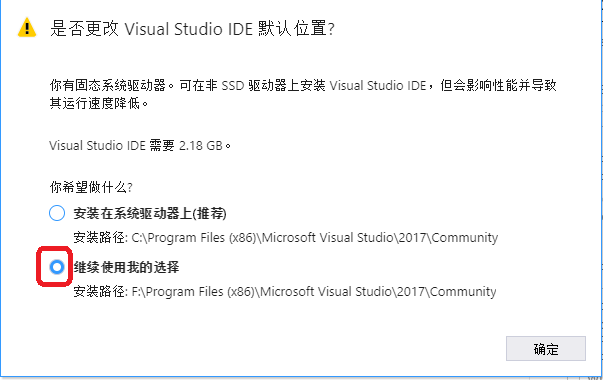 是否更改 Visual Studio IDE 默认位置?
你有固态系统驱动器。可在非 SSD 驱动器上安装 Visual Studio IDE，但会影响性能并导致
其运行速度降低。
Visual Studio IDE 需要 2.18 GB。
你希望做什么?
安装在系统驱动器上(推荐)
安装路径: C:\Program Files (x86)\Microsoft Visual Studio\2017\Community
继续使用我的选择
安装路径: F:\Program Files (x86)\Microsoft Visual Studio\2017\Community
确定